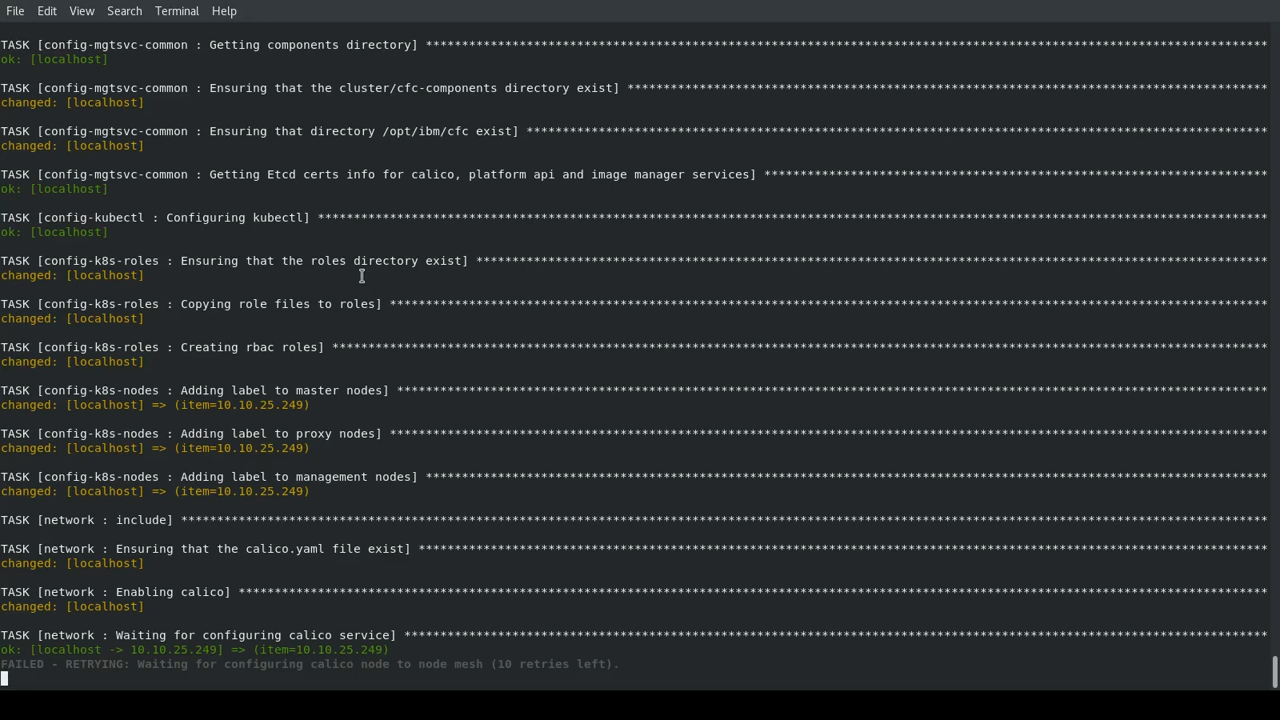 File Edit View Search Terminal Help
TASK [config-mgtsvc-common : Getting components directory] ********************************************************************************************************************
ok: [localhost]
TASK [config-mgtsvc-common : Ensuring that the cluster/cfc-components directory exist] *****************************************************************************************
changed: [localhost]
TASK [config-mgtsvc-common : Ensuring that directory /opt/ibm/cfc exist] *******************************************************************************************************
changed: [localhost]
TASK [config-mgtsvc-common : Getting Etcd certs info for calico, platform api and image manager services] **********************************************************************
ok: [localhost]
TASK [config-kubectl : Configuring kubectl] ************************************************************************************************************************************
ok: [localhost]
TASK [config-k8s-roles : Ensuring that the roles directory exist] **************************************************************************************************************
changed: [localhost]
TASK [config-k8s-roles : Copying role files to roles] **************************************************************************************************************************
changed: [localhost]
TASK [config-k8s-roles : Creating rbac roles] **********************************************************************************************************************************
changed: [localhost]
TASK [config-k8s-nodes : Adding label to master nodes] *************************************************************************************************************************
changed: [localhost] => (item=10.10.25.249)
TASK [config-k8s-nodes : Adding label to proxy nodes] **************************************************************************************************************************
changed: [localhost] => (item=10.10.25.249)
TASK [config-k8s-nodes : Adding label to management nodes] *********************************************************************************************************************
changed: [localhost] => (item=10.10.25.249)
TASK [network : include] *******************************************************************************************************************************************************
TASK [network : Ensuring that the calico.yaml file exist] **********************************************************************************************************************
changed: [localhost]
TASK [network : Enabling calico] ***********************************************************************************************************************************************
changed: [localhost]
TASK [network : Waiting for configuring calico service] ************************************************************************************************************************
ok: [localhost -> 10.10.25.249] => (item=10.10.25.249)
FAILED - RETRYING: Waiting for configuring calico node to node mesh (10 retries left).